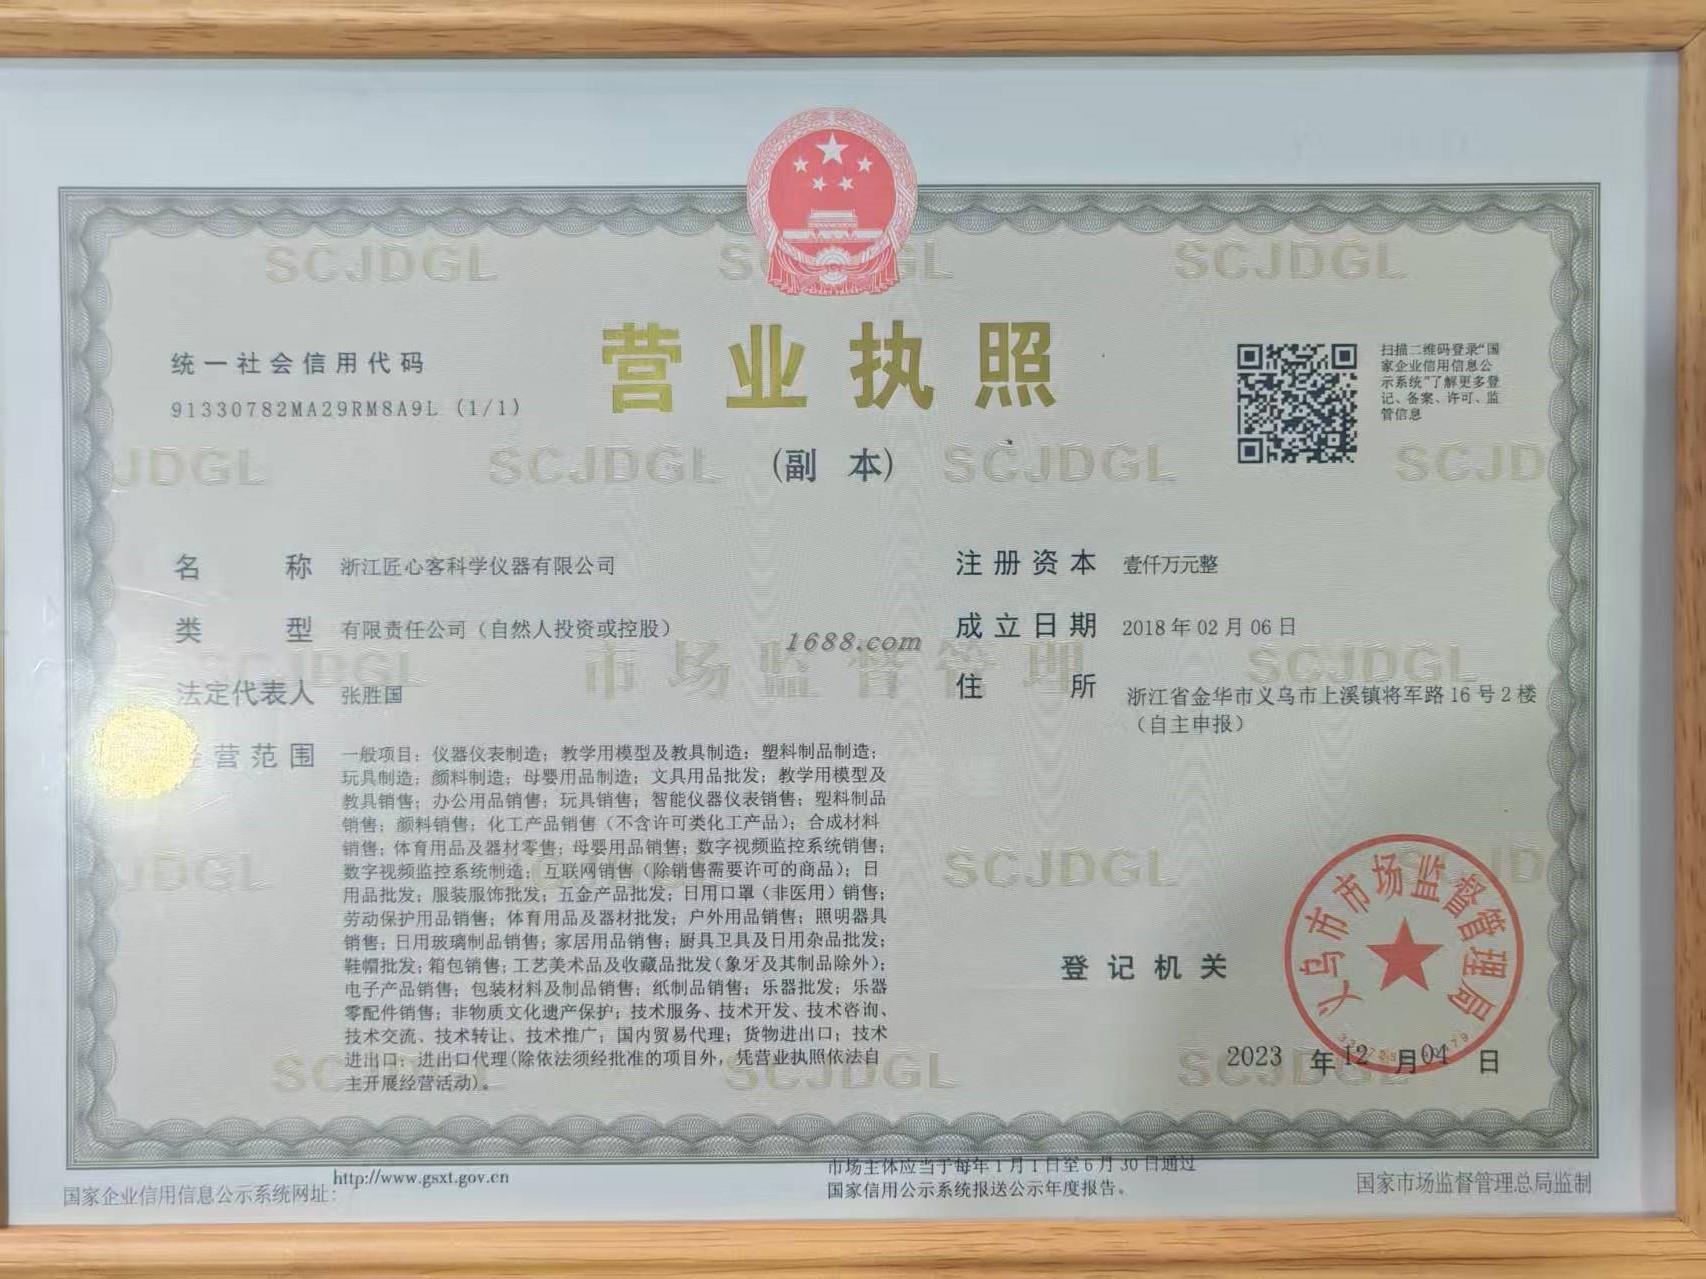 统一社会信用代码
91330782MA29RM8A9L (1/1)
营业执照
(副 本)
扫描二维码登录“国
家企业信用信息公
示系统”了解更多登
记、备案、许可、监
管信息
名 称 浙江匠心客科学仪器有限公司
类 型 有限责任公司（自然人投资或控股）
法定代表人 张胜国
经营范围 一般项目：仪器仪表制造；教学用模型及教具制造；塑料制品制造；
玩具制造；颜料制造；母婴用品制造；文具用品批发；教学用模型及
教具销售；办公用品销售；玩具销售；智能仪器仪表销售；塑料制品
销售；颜料销售；化工产品销售（不含许可类化工产品）；合成材料
销售；体育用品及器材零售；母婴用品销售；数字视频监控系统销售；
数字视频监控系统制造；互联网销售（除销售需要许可的商品）；日
用品批发；服装服饰批发；五金产品批发；日用口罩（非医用）销售；
劳动保护用品销售；体育用品及器材批发；户外用品销售；照明器具
销售；日用玻璃制品销售；家居用品销售；厨具卫具及日用杂品批发；
鞋帽批发；箱包销售；工艺美术品及收藏品批发（象牙及其制品除外）；
电子产品销售；包装材料及制品销售；纸制品销售；乐器批发；乐器
零配件销售；非物质文化遗产保护；技术服务、技术开发、技术咨询、
技术交流、技术转让、技术推广；国内贸易代理；货物进出口；技术
进出口；进出口代理(除依法须经批准的项目外，凭营业执照依法自
主开展经营活动)。
注册资本 壹仟万元整
成立日期 2018年02月06日
住 所 浙江省金华市义乌市上溪镇将军路16号2楼
（自主申报）
1688.com
市场监督管理
SCJDGL
登记机关
义乌市市场监督管理局
2023 年12 月04 日
国家企业信用信息公示系统网址：
http://www.gsxt.gov.cn
市场主体应当于每年1月1日至6月30日通过
国家信用公示系统报送公示年度报告。
国家市场监督管理总局监制